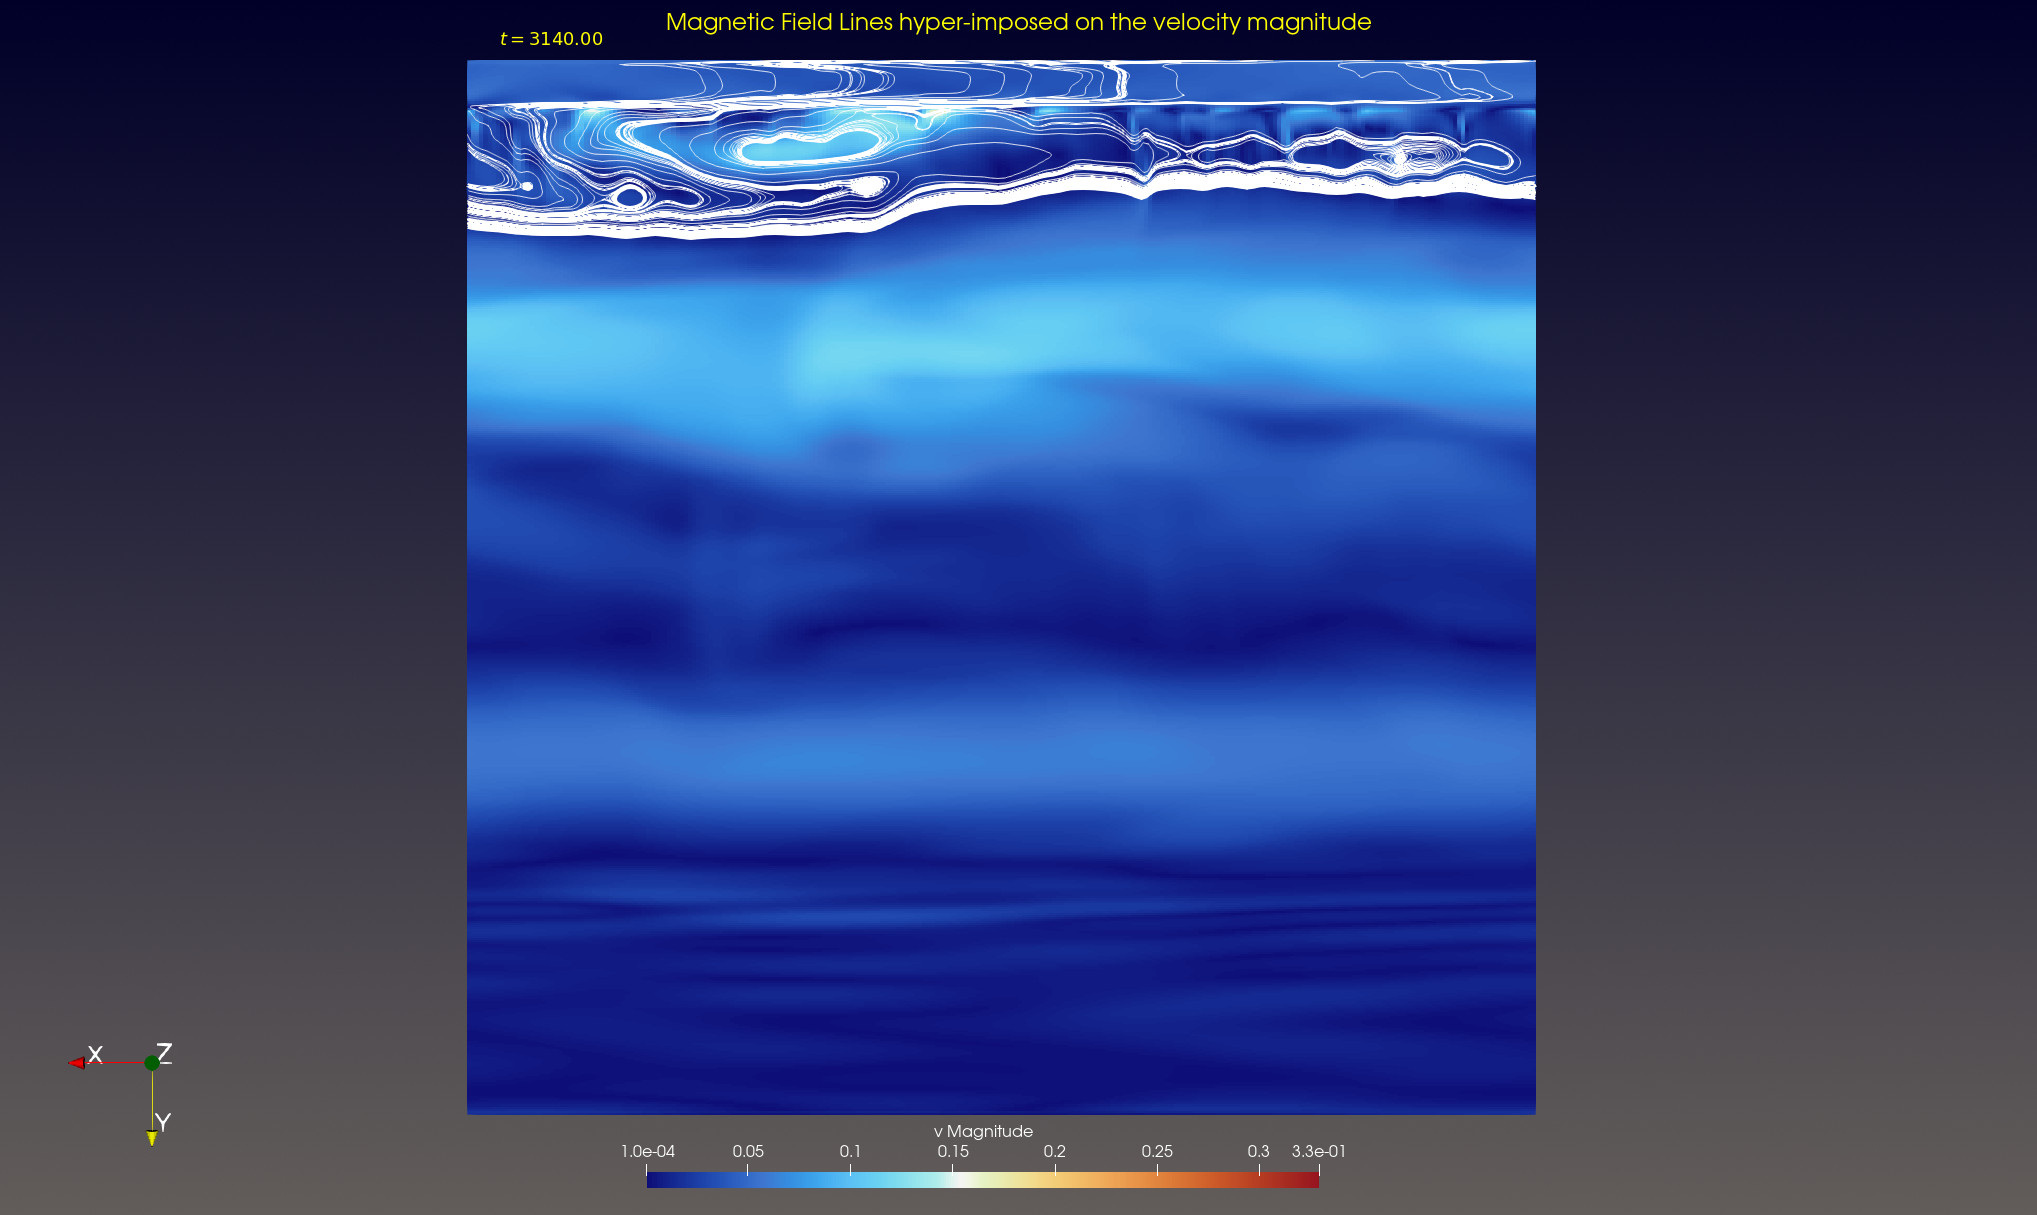 Magnetic Field Lines hyper-imposed on the velocity magnitude
t = 3140.00
X Z
Y
v Magnitude
1.0e-04 0.05 0.1 0.15 0.2 0.25 0.3 3.3e-01